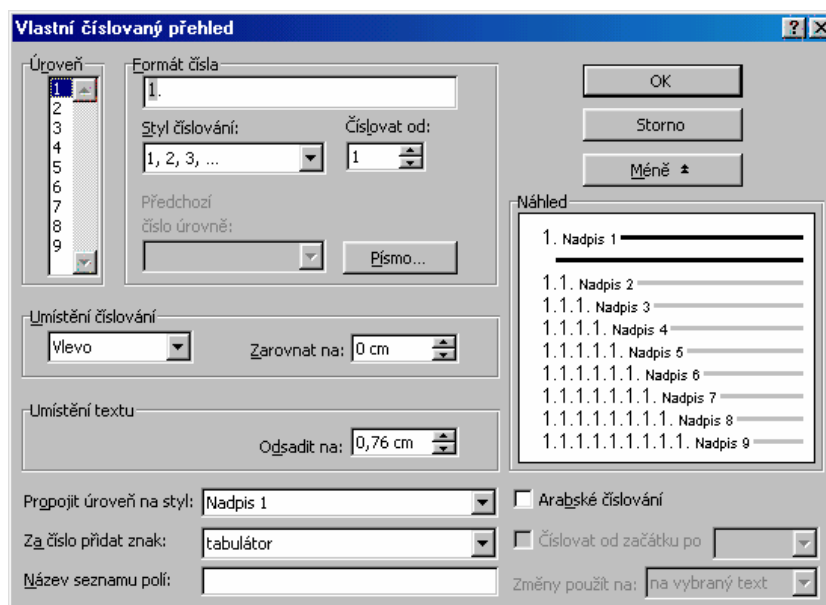 Vlastní číslovaný přehled
Úroveň
1
2
3
4
5
6
7
8
9
Formát čísla
1.
Styl číslování:
Číslovat od:
1, 2, 3, ...
1
Předchozí
číslo úrovně:
Písmo...
OK
Storno
Méně
Náhled
1. Nadpis 1
1.1. Nadpis 2
1.1.1. Nadpis 3
1.1.1.1. Nadpis 4
1.1.1.1.1. Nadpis 5
1.1.1.1.1.1. Nadpis 6
1.1.1.1.1.1.1. Nadpis 7
1.1.1.1.1.1.1.1. Nadpis 8
1.1.1.1.1.1.1.1.1. Nadpis 9
Umístění číslování
Vlevo
Zarovnat na:
0 cm
Umístění textu
Odsadit na:
0,76 cm
Propojit úroveň na styl:
Nadpis 1
Za číslo přidat znak:
tabulátor
Název seznamu polí:
Arabské číslování
Číslovat od začátku po
Změny použít na:
na vybraný text